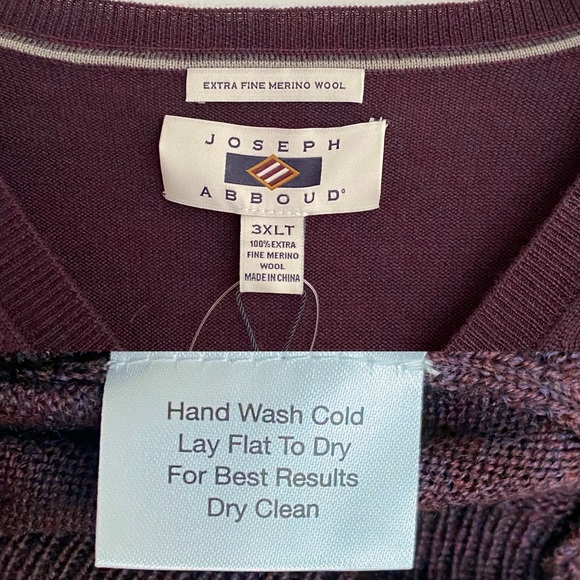 EXTRA FINE MERINO WOOL
JOSEPH
ABBOUD
3XLT
100% EXTRA
FINE MERINO
WOOL
MADE IN CHINA
Hand Wash Cold
Lay Flat To Dry
For Best Results
Dry Clean